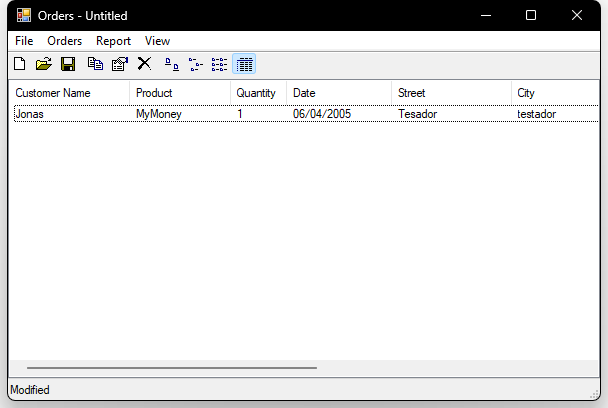 Orders - Untitled
File Orders Report View
Customer Name Product Quantity Date Street City
Jonas MyMoney 1 06/04/2005 Tesador testador
Modified